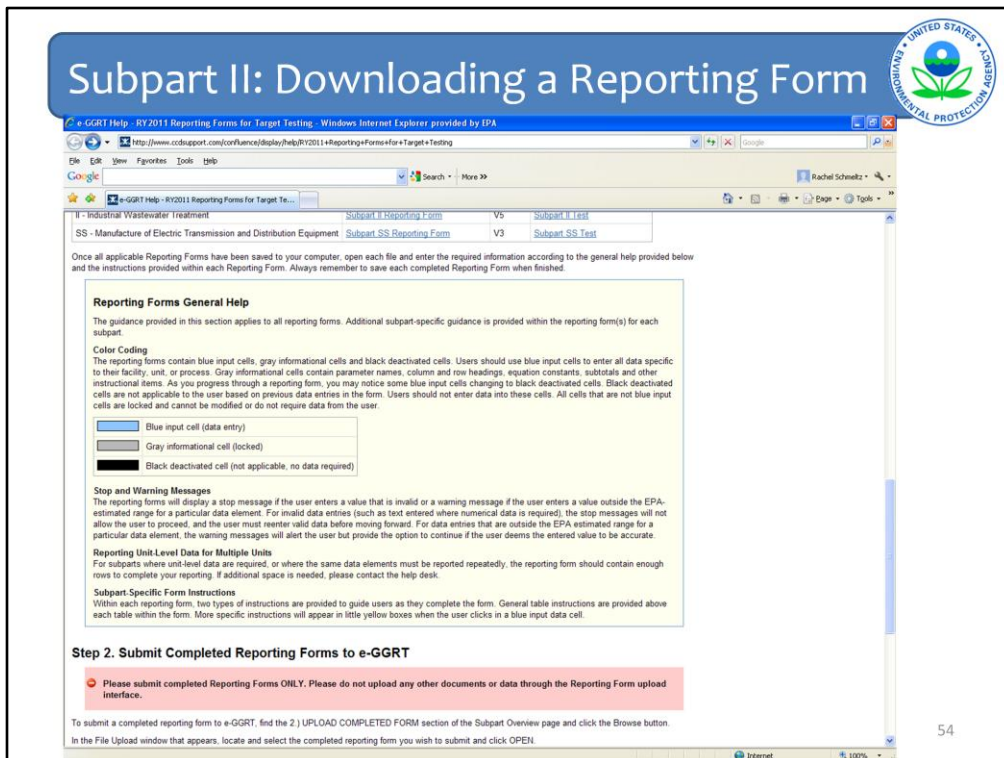 Subpart II: Downloading a Reporting Form
UNITED STATES
ENVIRONMENTAL PROTECTION AGENCY
e-GGRT Help - RY2011 Reporting Forms for Target Testing - Windows Internet Explorer provided by EPA
http://www.ccdsupport.com/confluence/display/help/RY2011+Reporting+Forms+for+Target+Testing
Google
File Edit View Favorites Tools Help
Google Search More »
Rachel Schmeltz
e-GGRT Help - RY2011 Reporting Forms for Target Te...
Page Tools
II - Industrial Wastewater Treatment Subpart II Reporting Form V5 Subpart II Test
SS - Manufacture of Electric Transmission and Distribution Equipment Subpart SS Reporting Form V3 Subpart SS Test
Once all applicable Reporting Forms have been saved to your computer, open each file and enter the required information according to the general help provided below
and the instructions provided within each Reporting Form. Always remember to save each completed Reporting Form when finished.
Reporting Forms General Help
The guidance provided in this section applies to all reporting forms. Additional subpart-specific guidance is provided within the reporting form(s) for each
subpart.
Color Coding
The reporting forms contain blue input cells, gray informational cells and black deactivated cells. Users should use blue input cells to enter all data specific
to their facility, unit, or process. Gray informational cells contain parameter names, column and row headings, equation constants, subtotals and other
instructional items. As you progress through a reporting form, you may notice some blue input cells changing to black deactivated cells. Black deactivated
cells are not applicable to the user based on previous data entries in the form. Users should not enter data into these cells. All cells that are not blue input
cells are locked and cannot be modified or do not require data from the user.
Blue input cell (data entry)
Gray informational cell (locked)
Black deactivated cell (not applicable, no data required)
Stop and Warning Messages
The reporting forms will display a stop message if the user enters a value that is invalid or a warning message if the user enters a value outside the EPA-
estimated range for a particular data element. For invalid data entries (such as text entered where numerical data is required), the stop messages will not
allow the user to proceed, and the user must reenter valid data before moving forward. For data entries that are outside the EPA estimated range for a
particular data element, the warning messages will alert the user but provide the option to continue if the user deems the entered value to be accurate.
Reporting Unit-Level Data for Multiple Units
For subparts where unit-level data are required, or where the same data elements must be reported repeatedly, the reporting form should contain enough
rows to complete your reporting. If additional space is needed, please contact the help desk.
Subpart-Specific Form Instructions
Within each reporting form, two types of instructions are provided to guide users as they complete the form. General table instructions are provided above
each table within the form. More specific instructions will appear in little yellow boxes when the user clicks in a blue input data cell.
Step 2. Submit Completed Reporting Forms to e-GGRT
Please submit completed Reporting Forms ONLY. Please do not upload any other documents or data through the Reporting Form upload
interface.
To submit a completed reporting form to e-GGRT, find the 2.) UPLOAD COMPLETED FORM section of the Subpart Overview page and click the Browse button.
In the File Upload window that appears, locate and select the completed reporting form you wish to submit and click OPEN.
Internet 100%
54